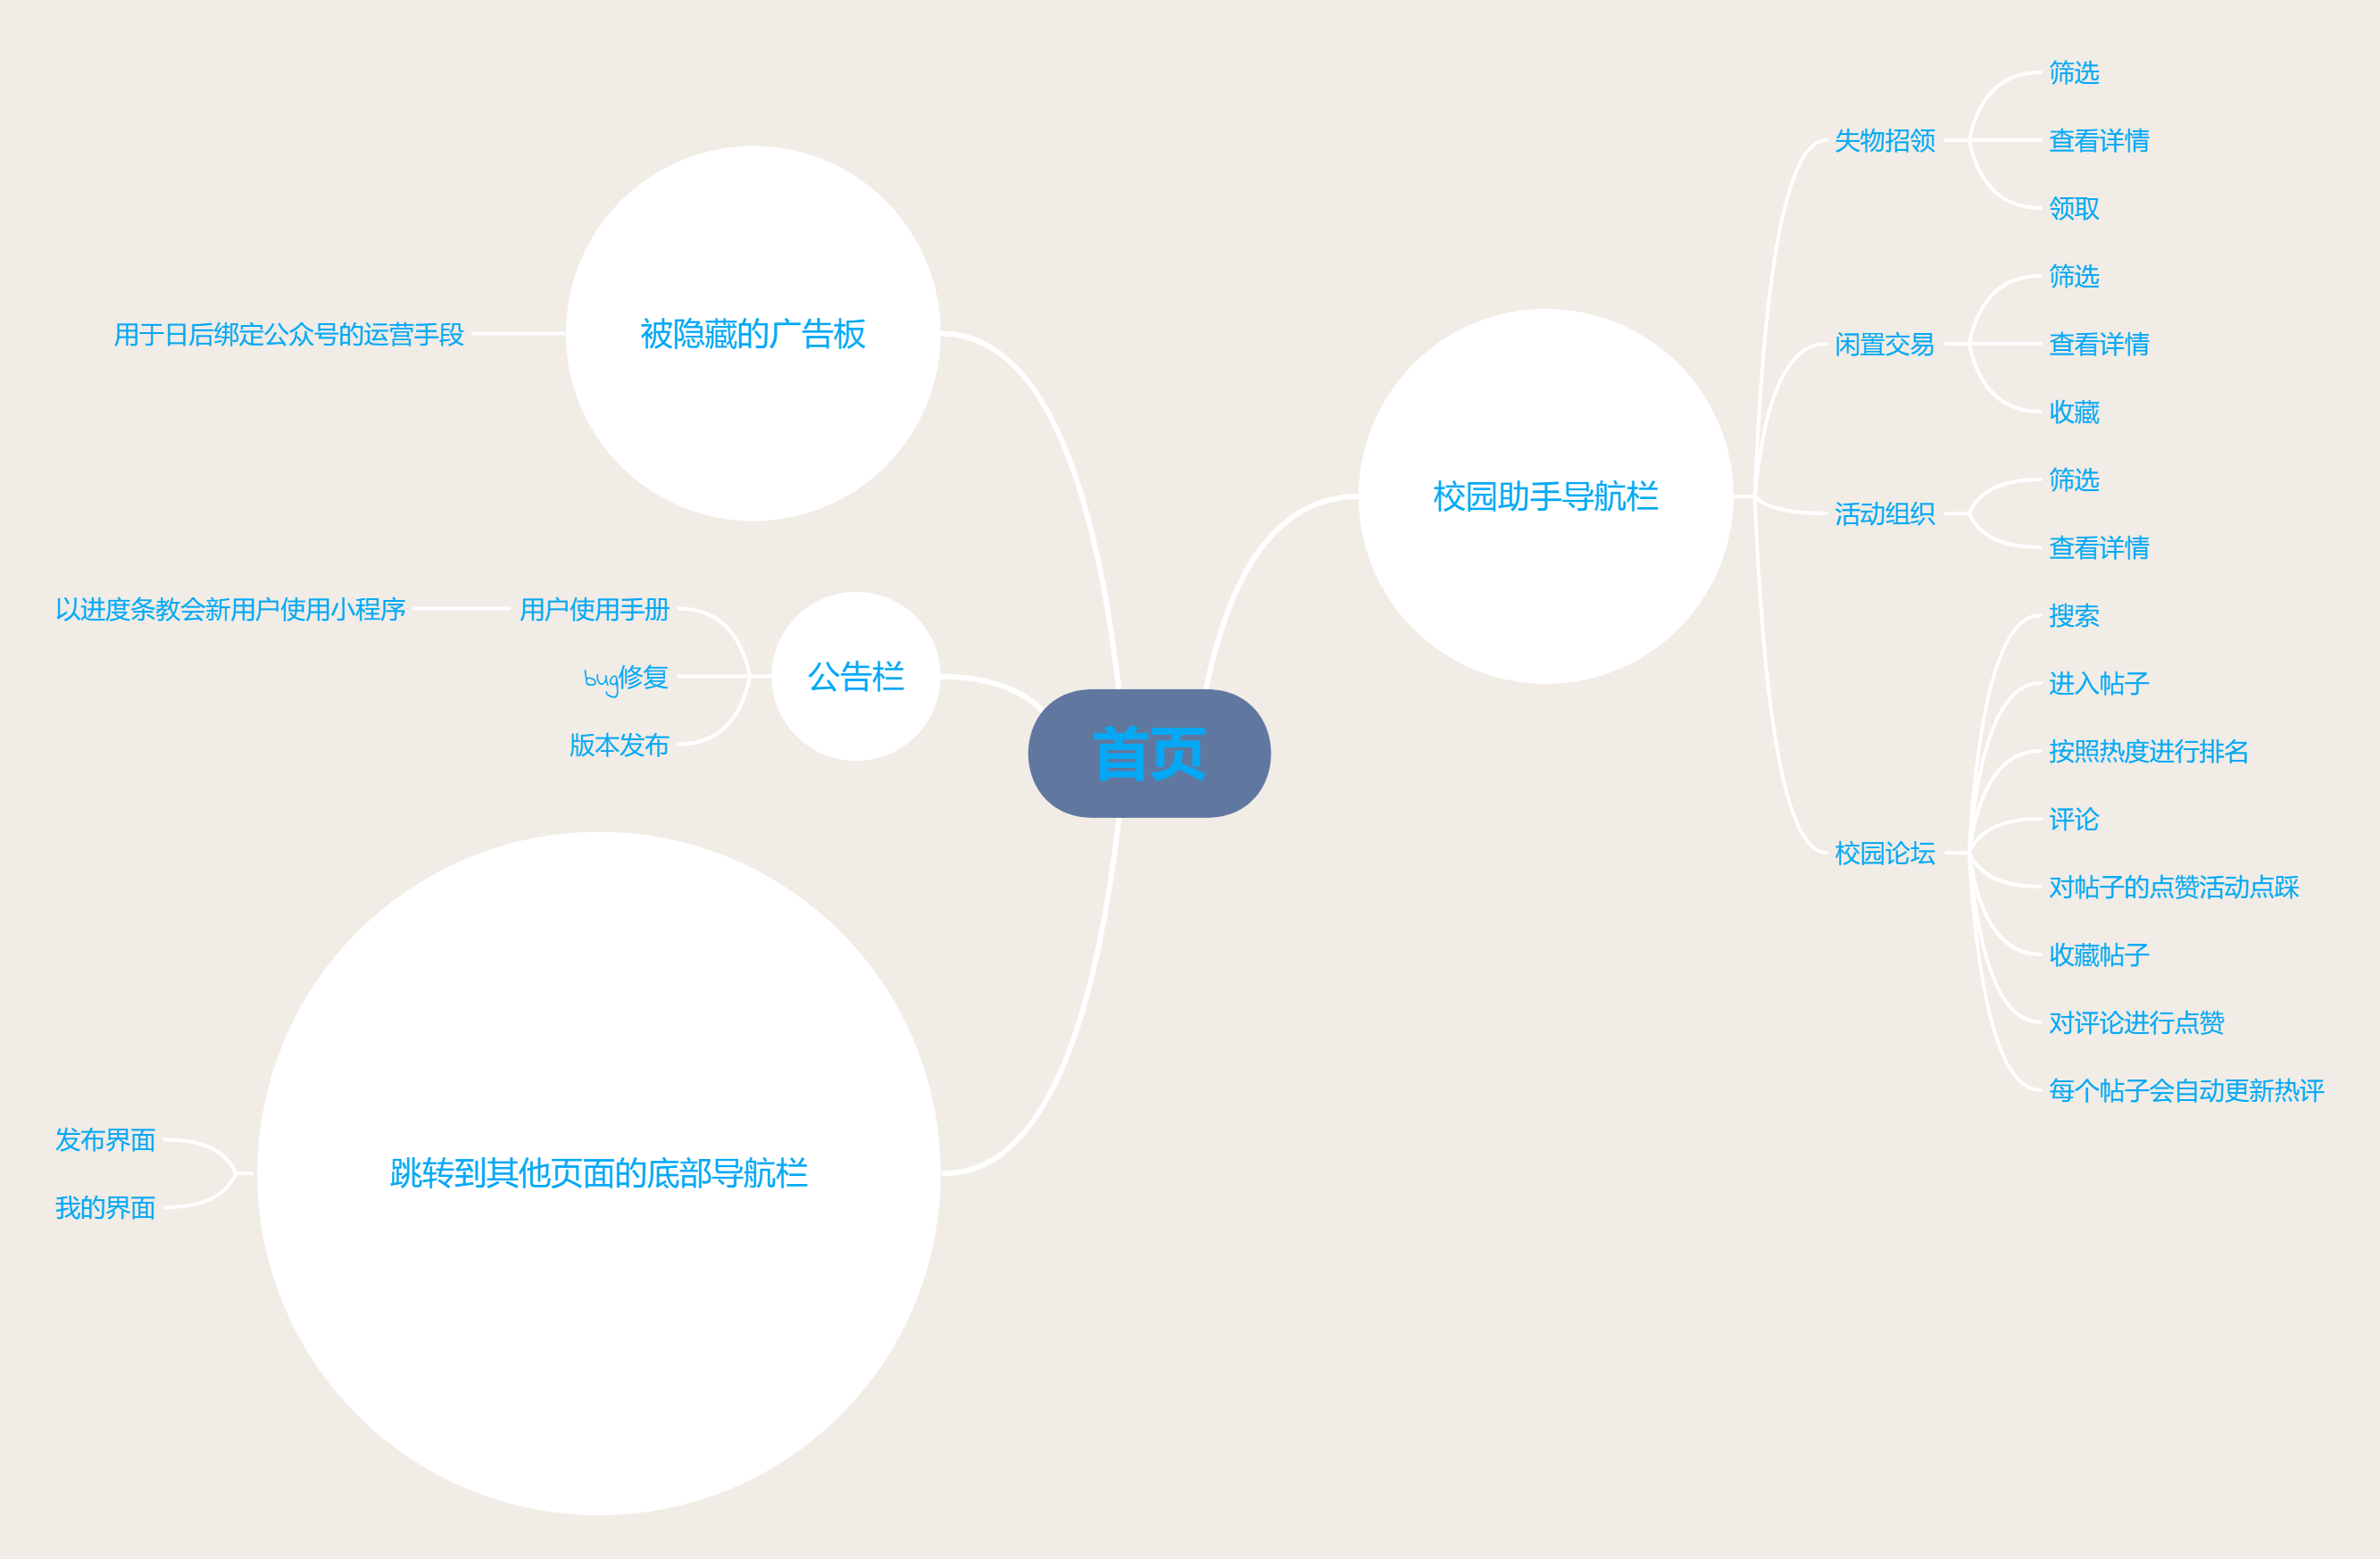 首页
校园助手导航栏
失物招领
筛选
查看详情
领取
闲置交易
筛选
查看详情
收藏
活动组织
筛选
查看详情
校园论坛
搜索
进入帖子
按照热度进行排名
评论
对帖子的点赞活动点踩
收藏帖子
对评论进行点赞
每个帖子会自动更新热评
被隐藏的广告板
用于日后绑定公众号的运营手段
公告栏
用户使用手册
以进度条教会新用户使用小程序
bug修复
版本发布
跳转到其他页面的底部导航栏
发布界面
我的界面